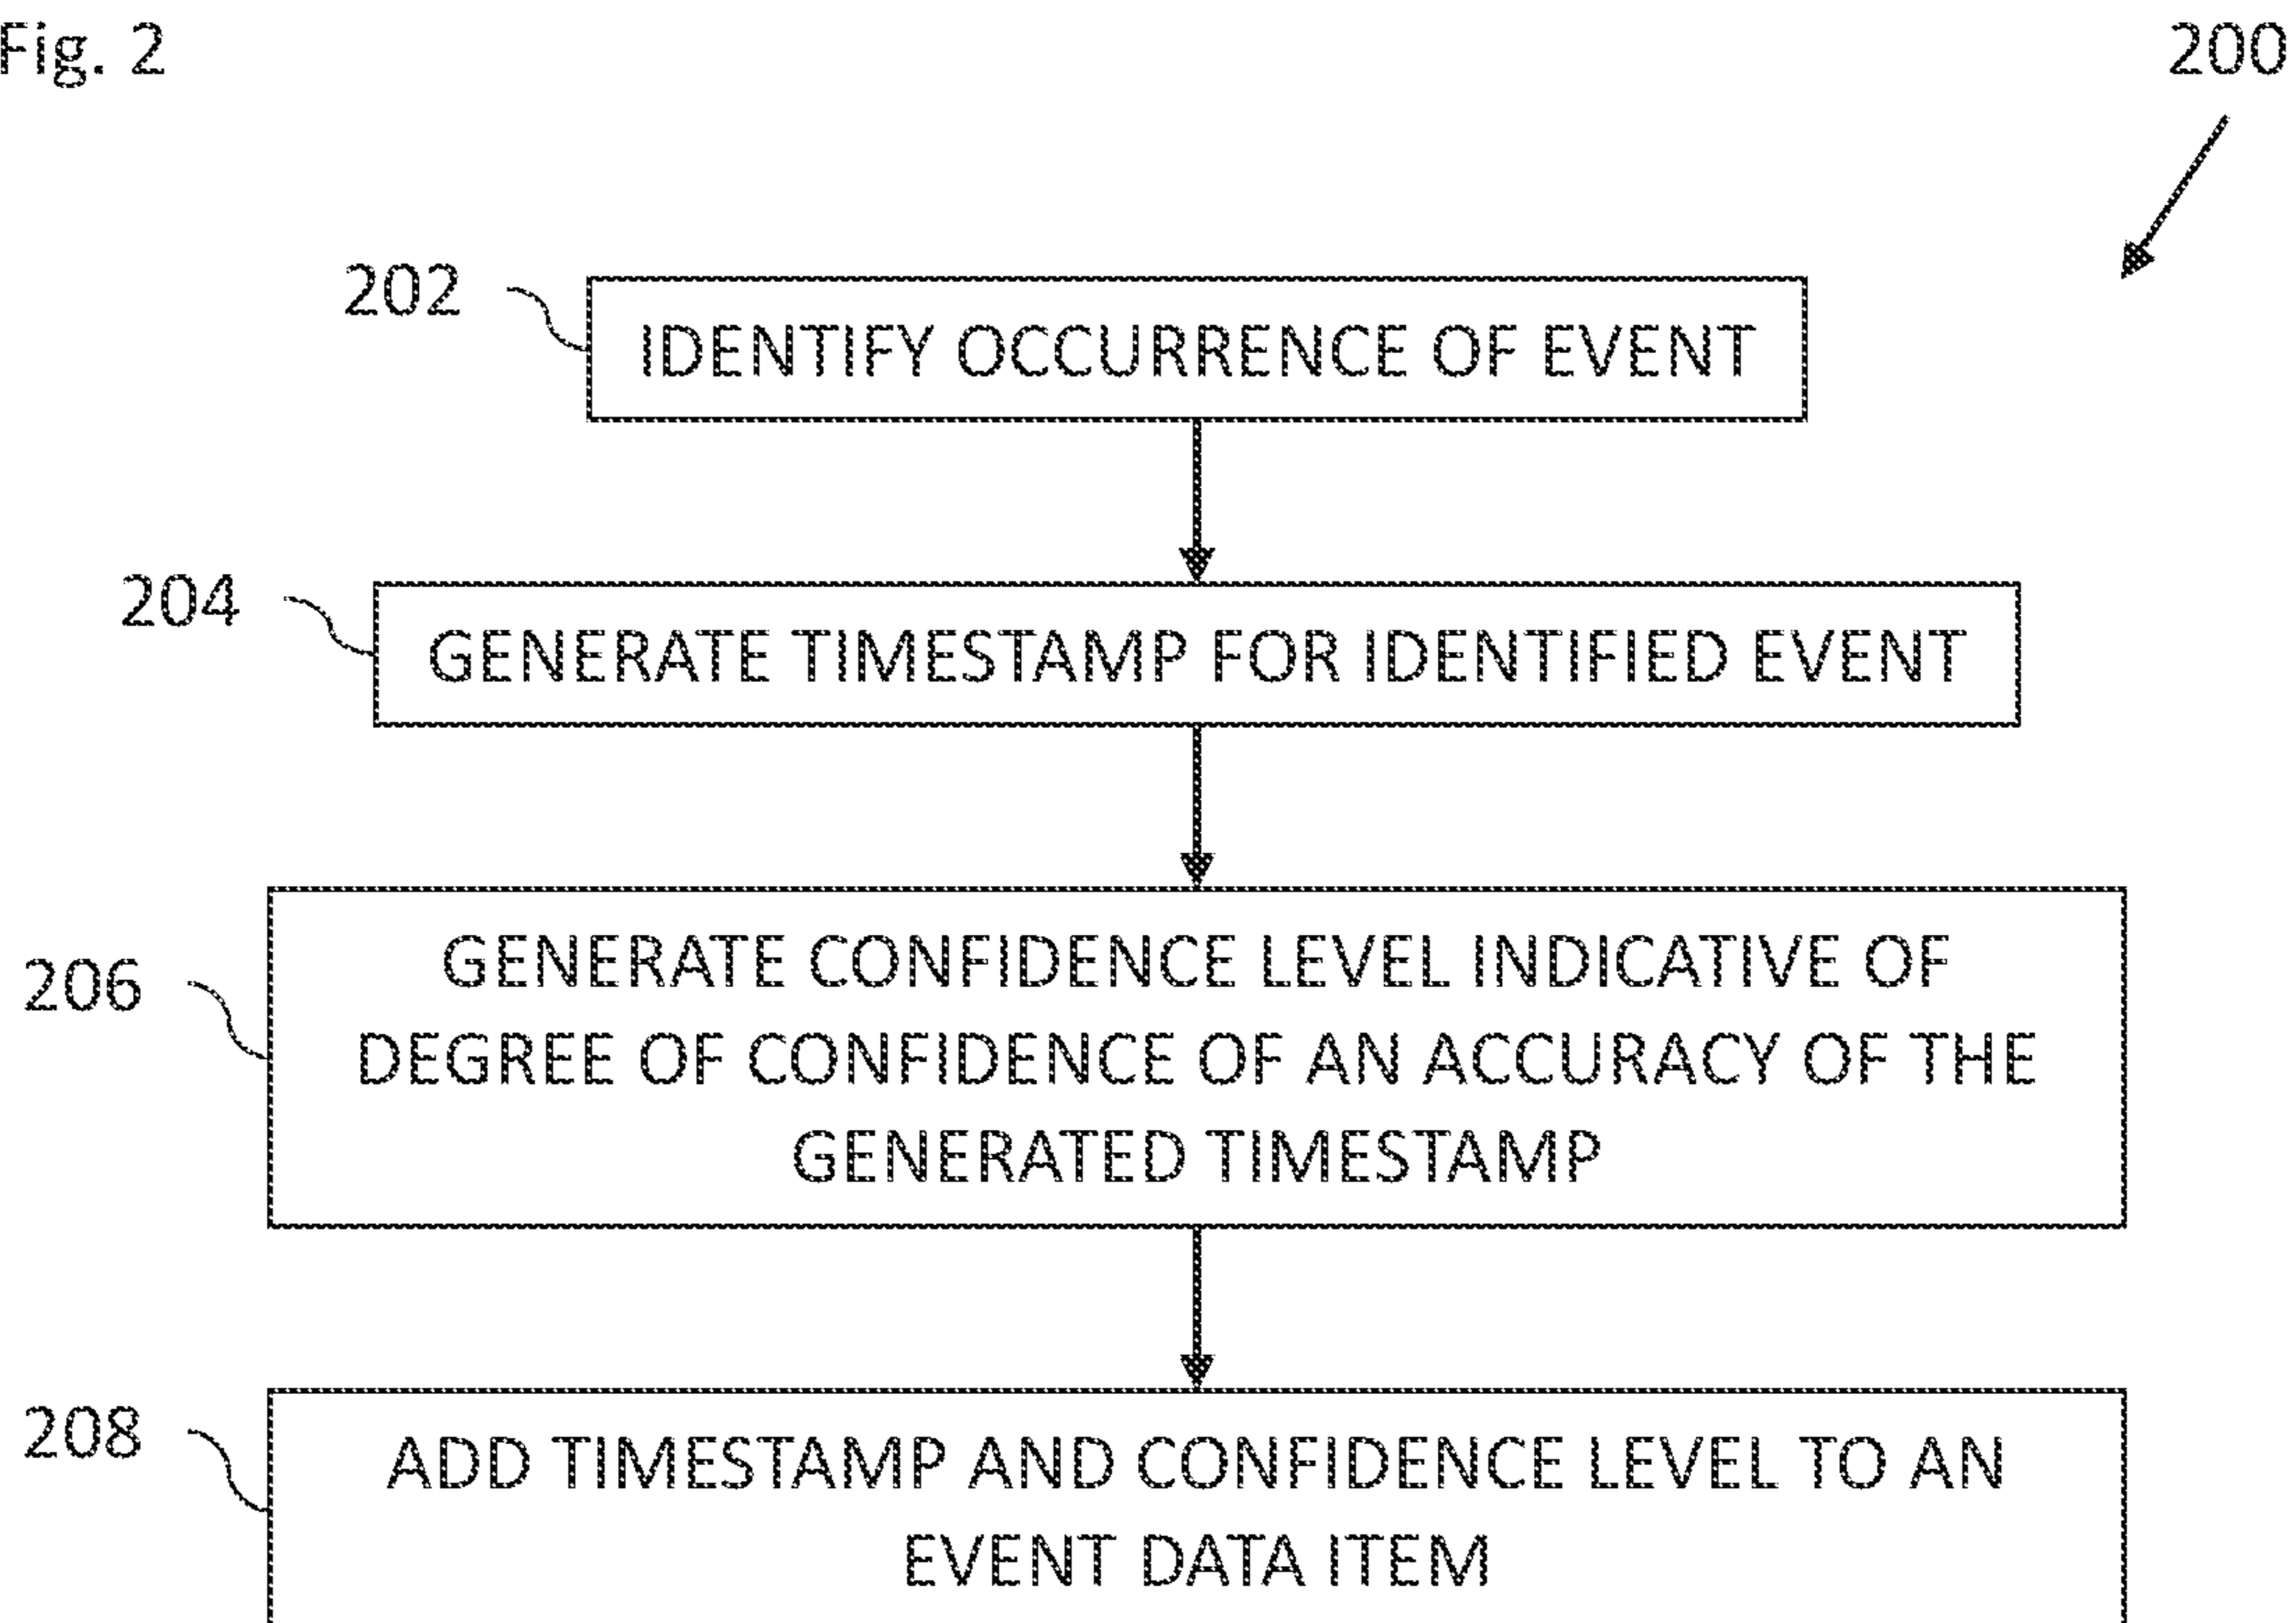 Fig. 2
200
202
IDENTIFY OCCURRENCE OF EVENT
204
GENERATE TIMESTAMP FOR IDENTIFIED EVENT
206
GENERATE CONFIDENCE LEVEL INDICATIVE OF
DEGREE OF CONFIDENCE OF AN ACCURACY OF THE
GENERATED TIMESTAMP
208
ADD TIMESTAMP AND CONFIDENCE LEVEL TO AN
EVENT DATA ITEM